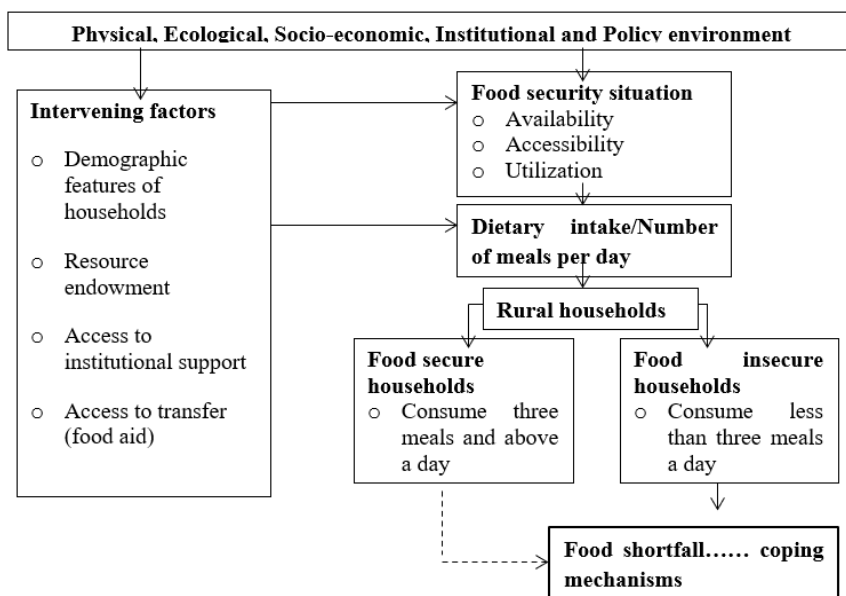 Physical, Ecological, Socio-economic, Institutional and Policy environment
Intervening factors
o Demographic
features of
households
o Resource
endowment
o Access to
institutional support
o Access to transfer
(food aid)
Food security situation
o Availability
o Accessibility
o Utilization
Dietary intake/Number
of meals per day
Rural households
Food secure
households
o Consume three
meals and above
a day
Food insecure
households
o Consume less
than three meals
a day
Food shortfall…… coping
mechanisms